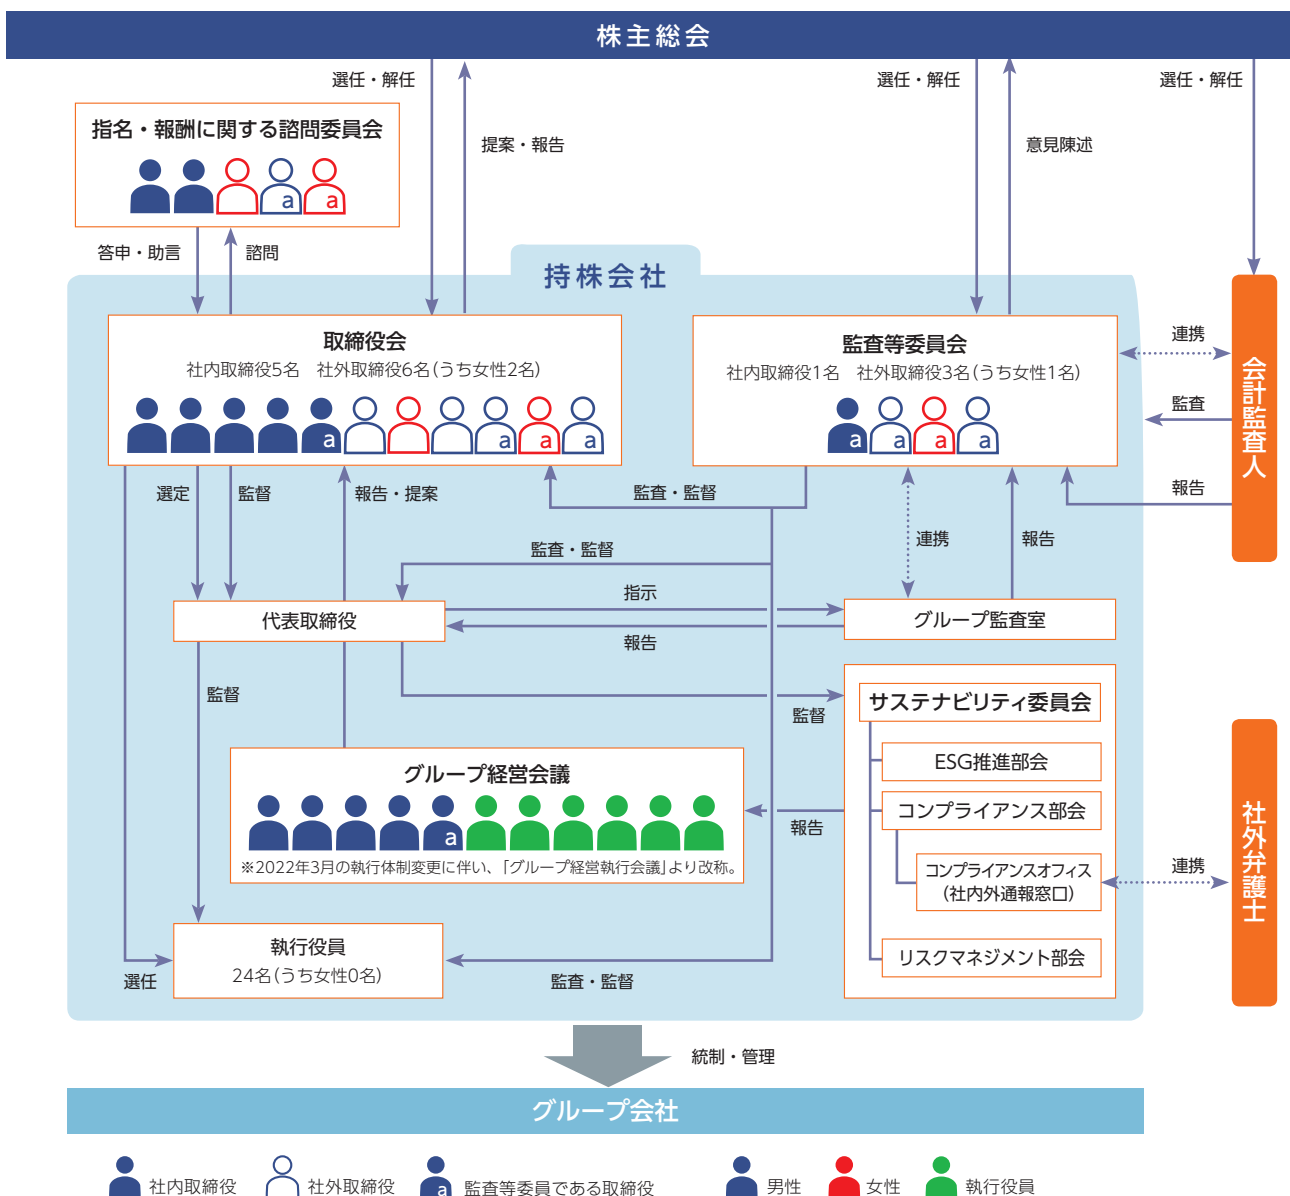 株主総会
選任・解任
選任・解任
選任・解任
指名・報酬に関する諮問委員会
a
a
提案・報告
意見陳述
答申・助言
諮問
持株会社
取締役会
社内取締役5名 社外取締役6名(うち女性2名)
a
a
a
a
監査等委員会
社内取締役1名 社外取締役3名(うち女性1名)
a
a
a
a
連携
監査
報告
会計監査人
選定
監督
報告・提案
監査・監督
連携
報告
監査・監督
代表取締役
指示
報告
グループ監査室
監督
監督
サステナビリティ委員会
ESG推進部会
コンプライアンス部会
コンプライアンスオフィス
(社内外通報窓口)
リスクマネジメント部会
連携
社外弁護士
グループ経営会議
a
※2022年3月の執行体制変更に伴い、「グループ経営執行会議」より改称。
報告
執行役員
24名(うち女性0名)
選任
監査・監督
統制・管理
グループ会社
社内取締役
社外取締役
a
監査等委員である取締役
男性
女性
執行役員